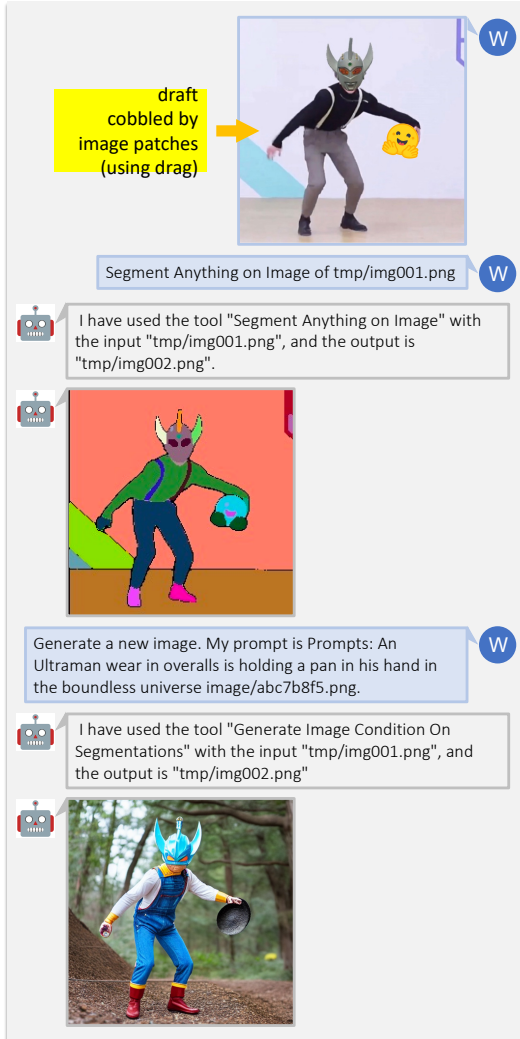 W
draft
cobbled by
image patches
(using drag)
Segment Anything on Image of tmp/img001.png
W
I have used the tool "Segment Anything on Image" with
the input "tmp/img001.png", and the output is
"tmp/img002.png".
Generate a new image. My prompt is Prompts: An
Ultraman wear in overalls is holding a pan in his hand in
the boundless universe image/abc7b8f5.png.
W
I have used the tool "Generate Image Condition On
Segmentations" with the input "tmp/img001.png", and
the output is "tmp/img002.png"